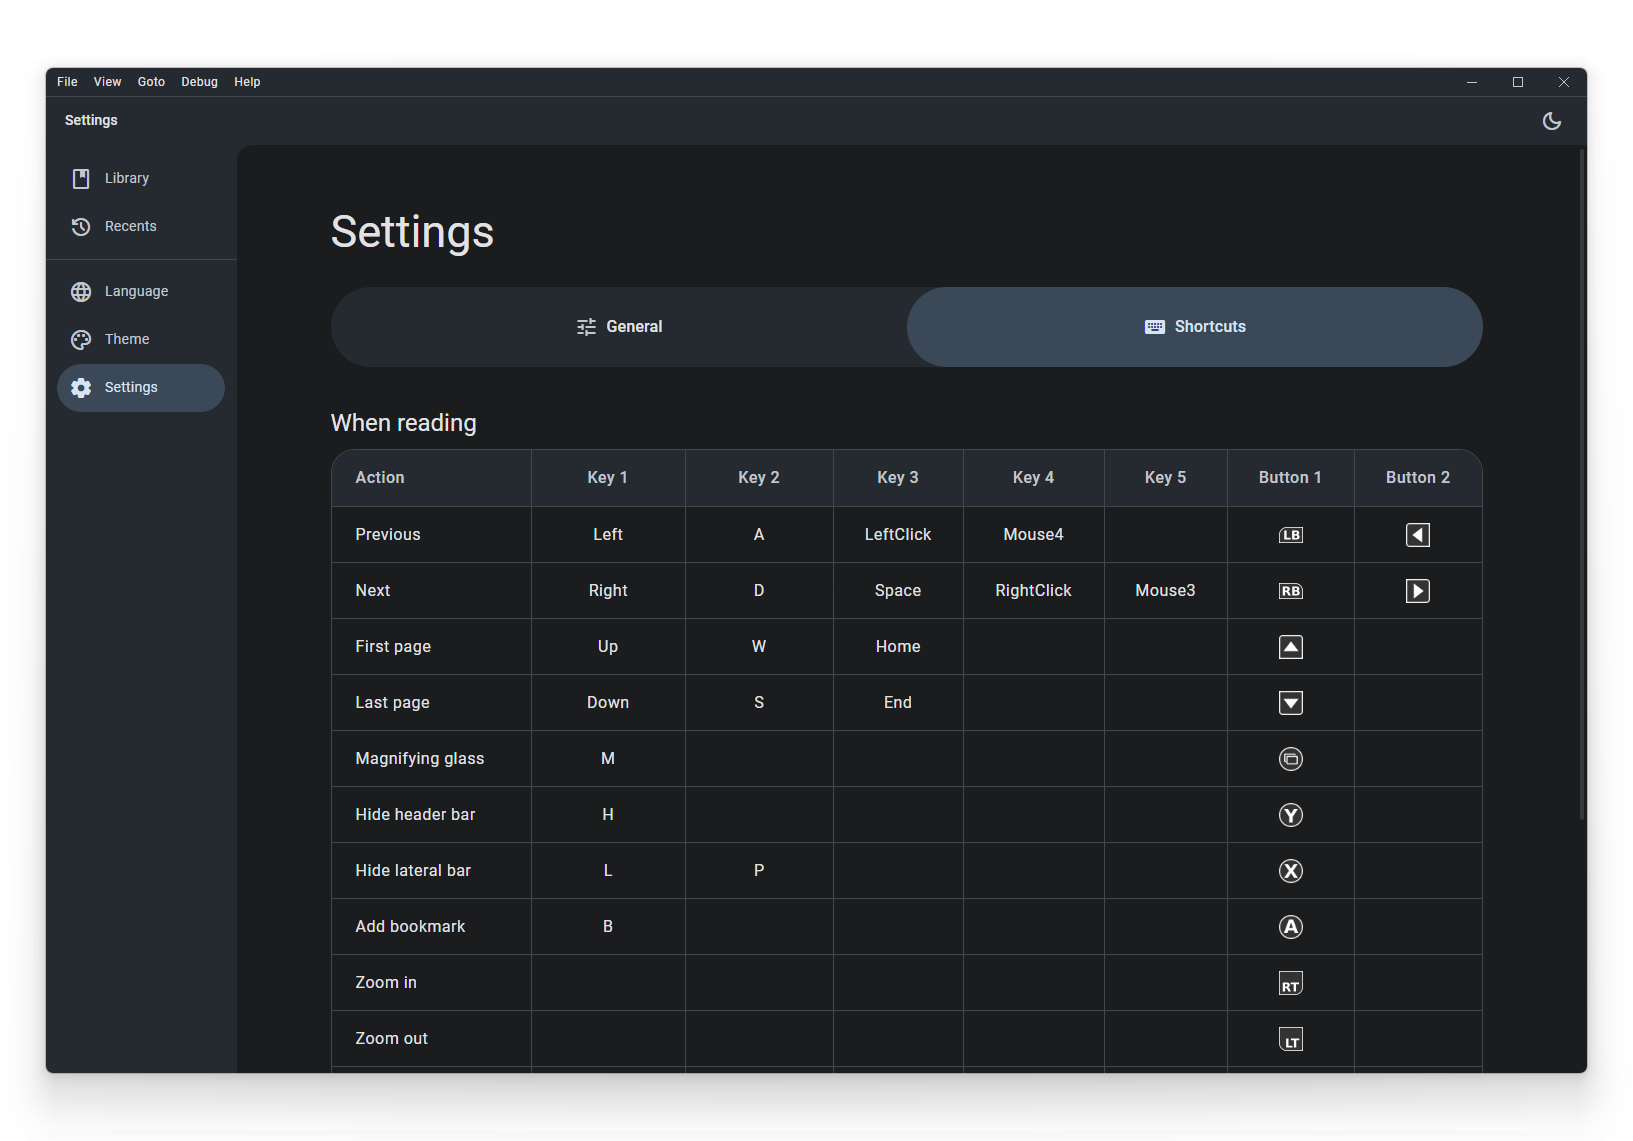 File View Goto Debug Help
Settings
Library
Recents
Language
Theme
Settings
Settings
General Shortcuts
When reading
Action Key 1 Key 2 Key 3 Key 4 Key 5 Button 1 Button 2
Previous Left A LeftClick Mouse4 LB
Next Right D Space RightClick Mouse3 RB
First page Up W Home
Last page Down S End
Magnifying glass M
Hide header bar H Y
Hide lateral bar L P X
Add bookmark B A
Zoom in RT
Zoom out LT